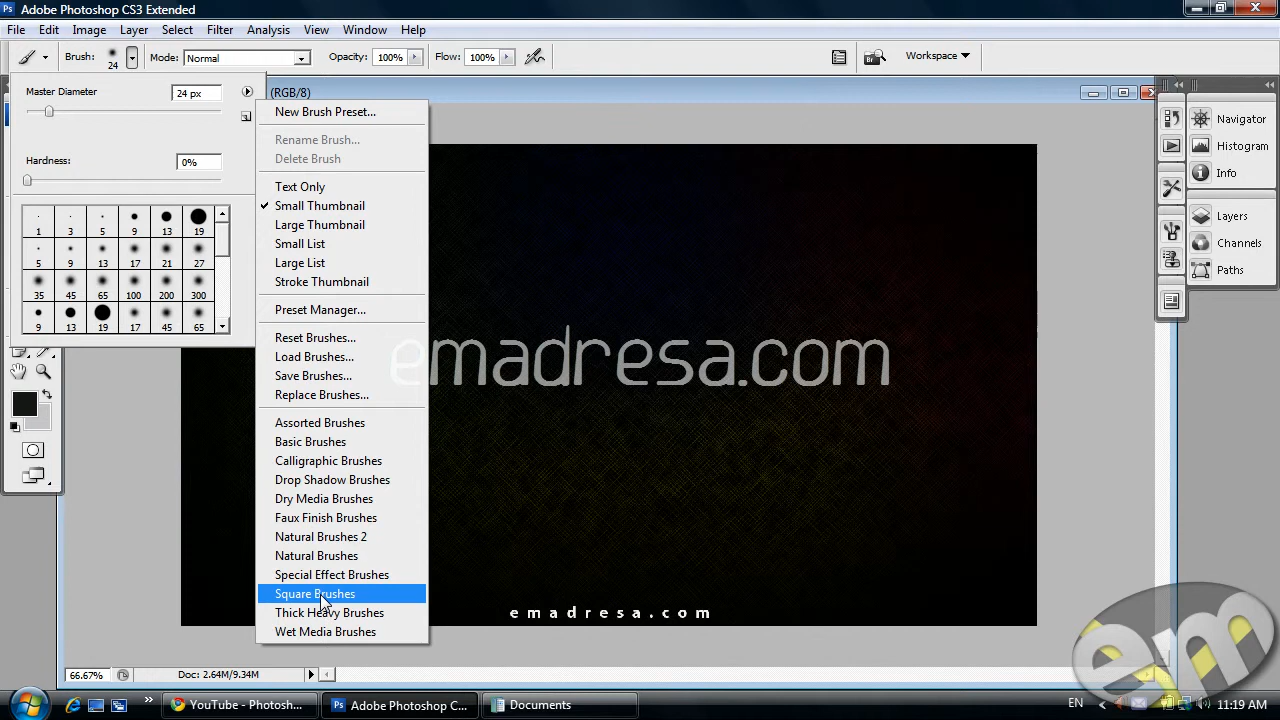 Adobe Photoshop CS3 Extended
File Edit Image Layer Select Filter Analysis View Window Help
Brush: 24 Mode: Normal Opacity: 100% Flow: 100% Workspace
Master Diameter 24 px
(RGB/8)
Hardness: 0%
1 3 5 9 13 19
5 9 13 17 21 27
35 45 65 100 200 300
9 13 19 17 45 65
New Brush Preset...
Rename Brush...
Delete Brush
Text Only
Small Thumbnail
Large Thumbnail
Small List
Large List
Stroke Thumbnail
Preset Manager...
Reset Brushes...
Load Brushes...
Save Brushes...
Replace Brushes...
Assorted Brushes
Basic Brushes
Calligraphic Brushes
Drop Shadow Brushes
Dry Media Brushes
Faux Finish Brushes
Natural Brushes 2
Natural Brushes
Special Effect Brushes
Square Brushes
Thick Heavy Brushes
Wet Media Brushes
emadresa.com
emadresa.com
Navigator
Histogram
Info
Layers
Channels
Paths
66.67% Doc: 2.64M/9.34M
em
YouTube - Photosh... Ps Adobe Photoshop C... Documents EN 11:19 AM